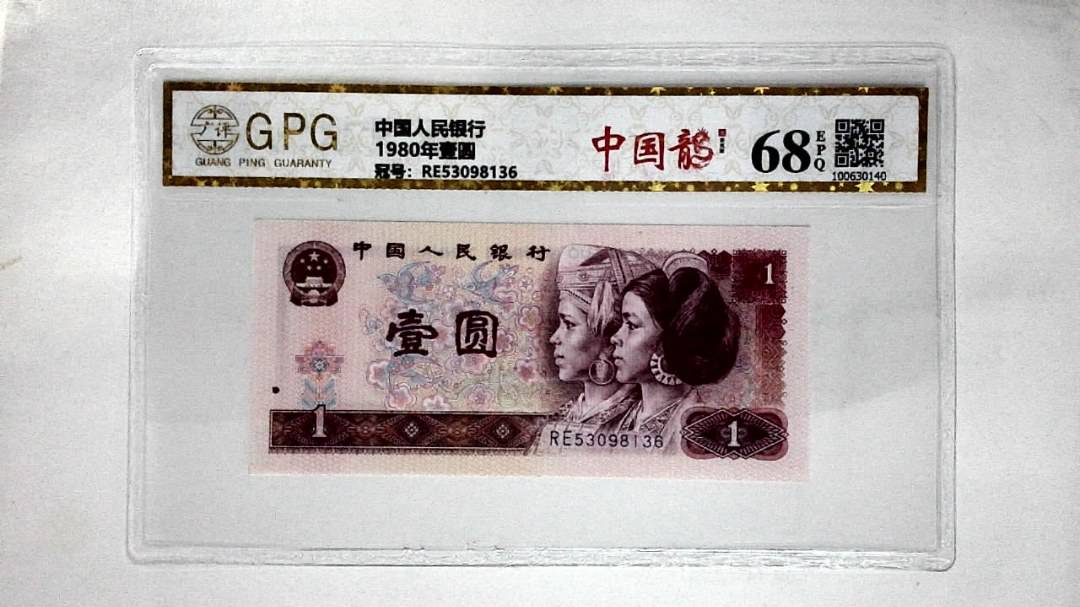 广评
GPG
GUANG PING GUARANTY
中国人民银行
1980年壹圆
冠号：RE53098136
中国龍
68
EPQ
100630140
中国人民银行
1
壹圆
1
RE53098136
1